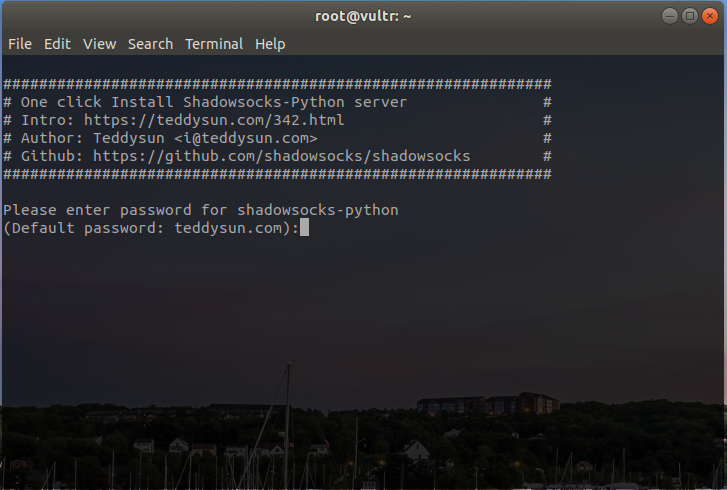 root@vultr: ~
File Edit View Search Terminal Help
#############################################################
# One click Install Shadowsocks-Python server #
# Intro: https://teddysun.com/342.html #
# Author: Teddysun <i@teddysun.com> #
# Github: https://github.com/shadowsocks/shadowsocks #
#############################################################
Please enter password for shadowsocks-python
(Default password: teddysun.com):